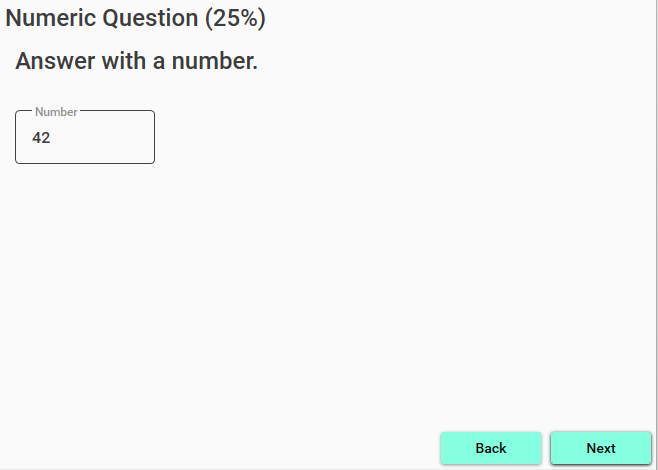 Numeric Question (25%)
Answer with a number.
Number
42
Back
Next